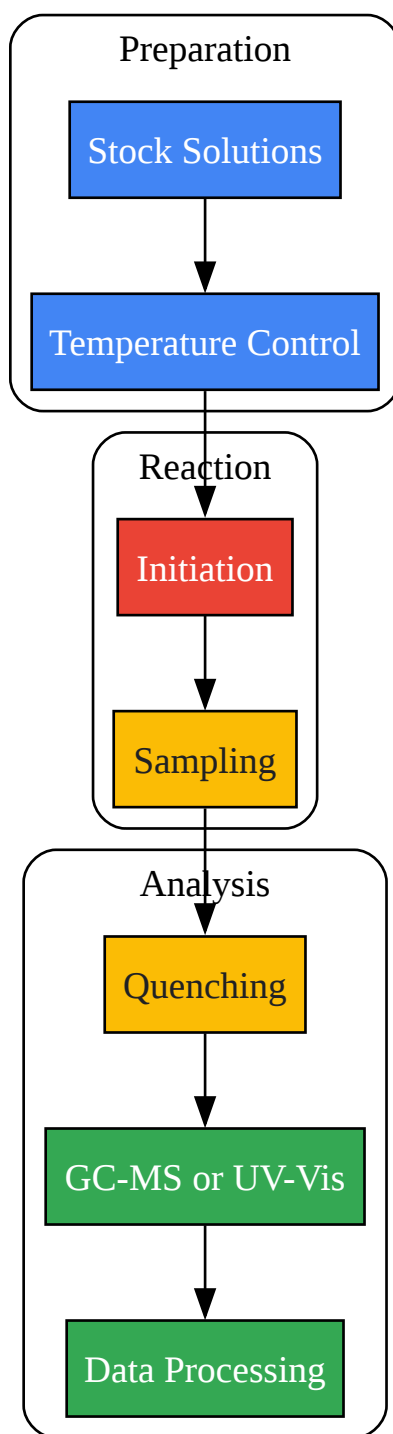 Preparation
Stock Solutions
Temperature Control
Reaction
Initiation
Sampling
Analysis
Quenching
GC-MS or UV-Vis
Data Processing